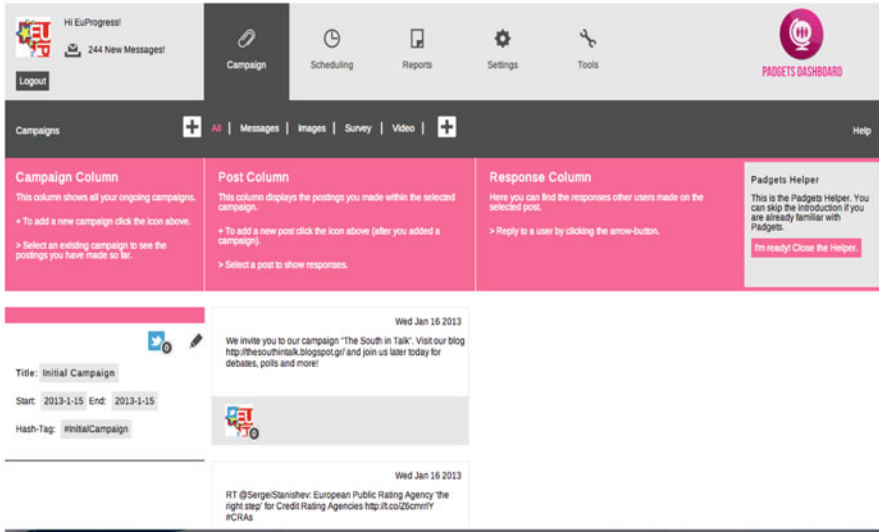 Hi EuProgress!
244 New Messages!
Logout
Campaign
Scheduling
Reports
Settings
Tools
PADGETS DASHBOARD
Campaigns
All | Messages | Images | Survey | Video |
Help
Campaign Column
This column shows all your ongoing campaigns.
+ To add a new campaign click the icon above.
> Select an existing campaign to see the
postings you have made so far.
Post Column
This column displays the postings you made within the selected
campaign.
+ To add a new post click the icon above (after you added a
campaign).
> Select a post to show responses.
Response Column
Here you can find the responses other users made on the
selected post.
> Reply to a user by clicking the arrow-button.
Padgets Helper
This is the Padgets Helper. You
can skip the introduction if you
are already familiar with
Padgets.
I'm ready! Close the Helper.
0
Title: Initial Campaign
Start: 2013-1-15 End: 2013-1-15
Hash-Tag: #InitialCampaign
Wed Jan 16 2013
We invite you to our campaign "The South in Talk". Visit our blog
http://thesouthintalk.blogspot.gr/ and join us later today for
debates, polls and more!
0
Wed Jan 16 2013
RT @SergeiStanishev: European Public Rating Agency 'the
right step' for Credit Rating Agencies
#CRAs